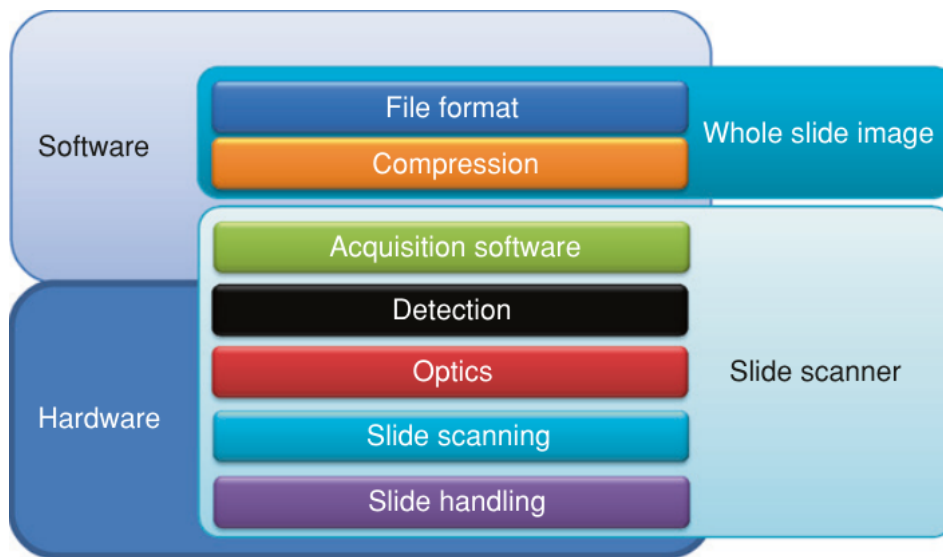 Software
File format
Compression
Whole slide image
Acquisition software
Detection
Optics
Slide scanning
Slide handling
Hardware
Slide scanner